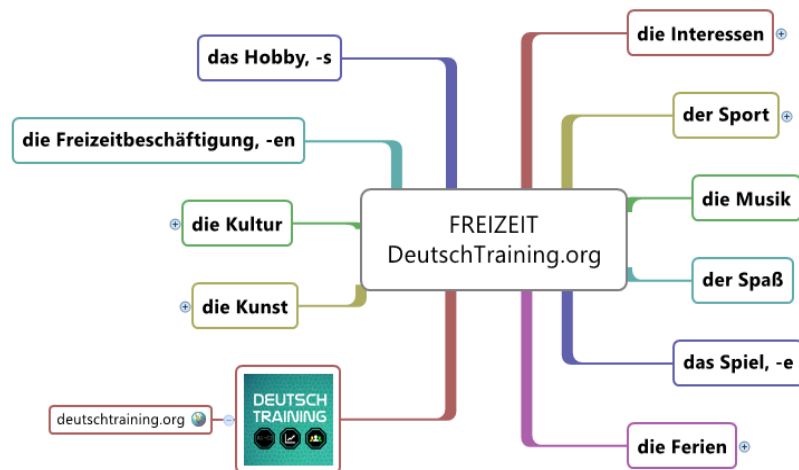 FREIZEIT
DeutschTraining.org
das Hobby, -s
die Freizeitbeschäftigung, -en
die Kultur
die Kunst
DEUTSCH
TRAINING
deutschtraining.org
die Interessen
der Sport
die Musik
der Spaß
das Spiel, -e
die Ferien